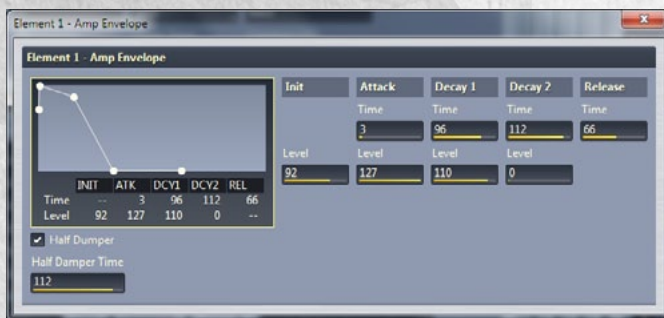 Element 1 - Amp Envelope
Element 1 - Amp Envelope
Init Attack Decay 1 Decay 2 Release
Time Time Time Time
3 96 112 66
Level Level Level Level
92 127 110 0
INIT ATK DCY1 DCY2 REL
Time -- 3 96 112 66
Level 92 127 110 0 --
Half Dumper
Half Damper Time
112